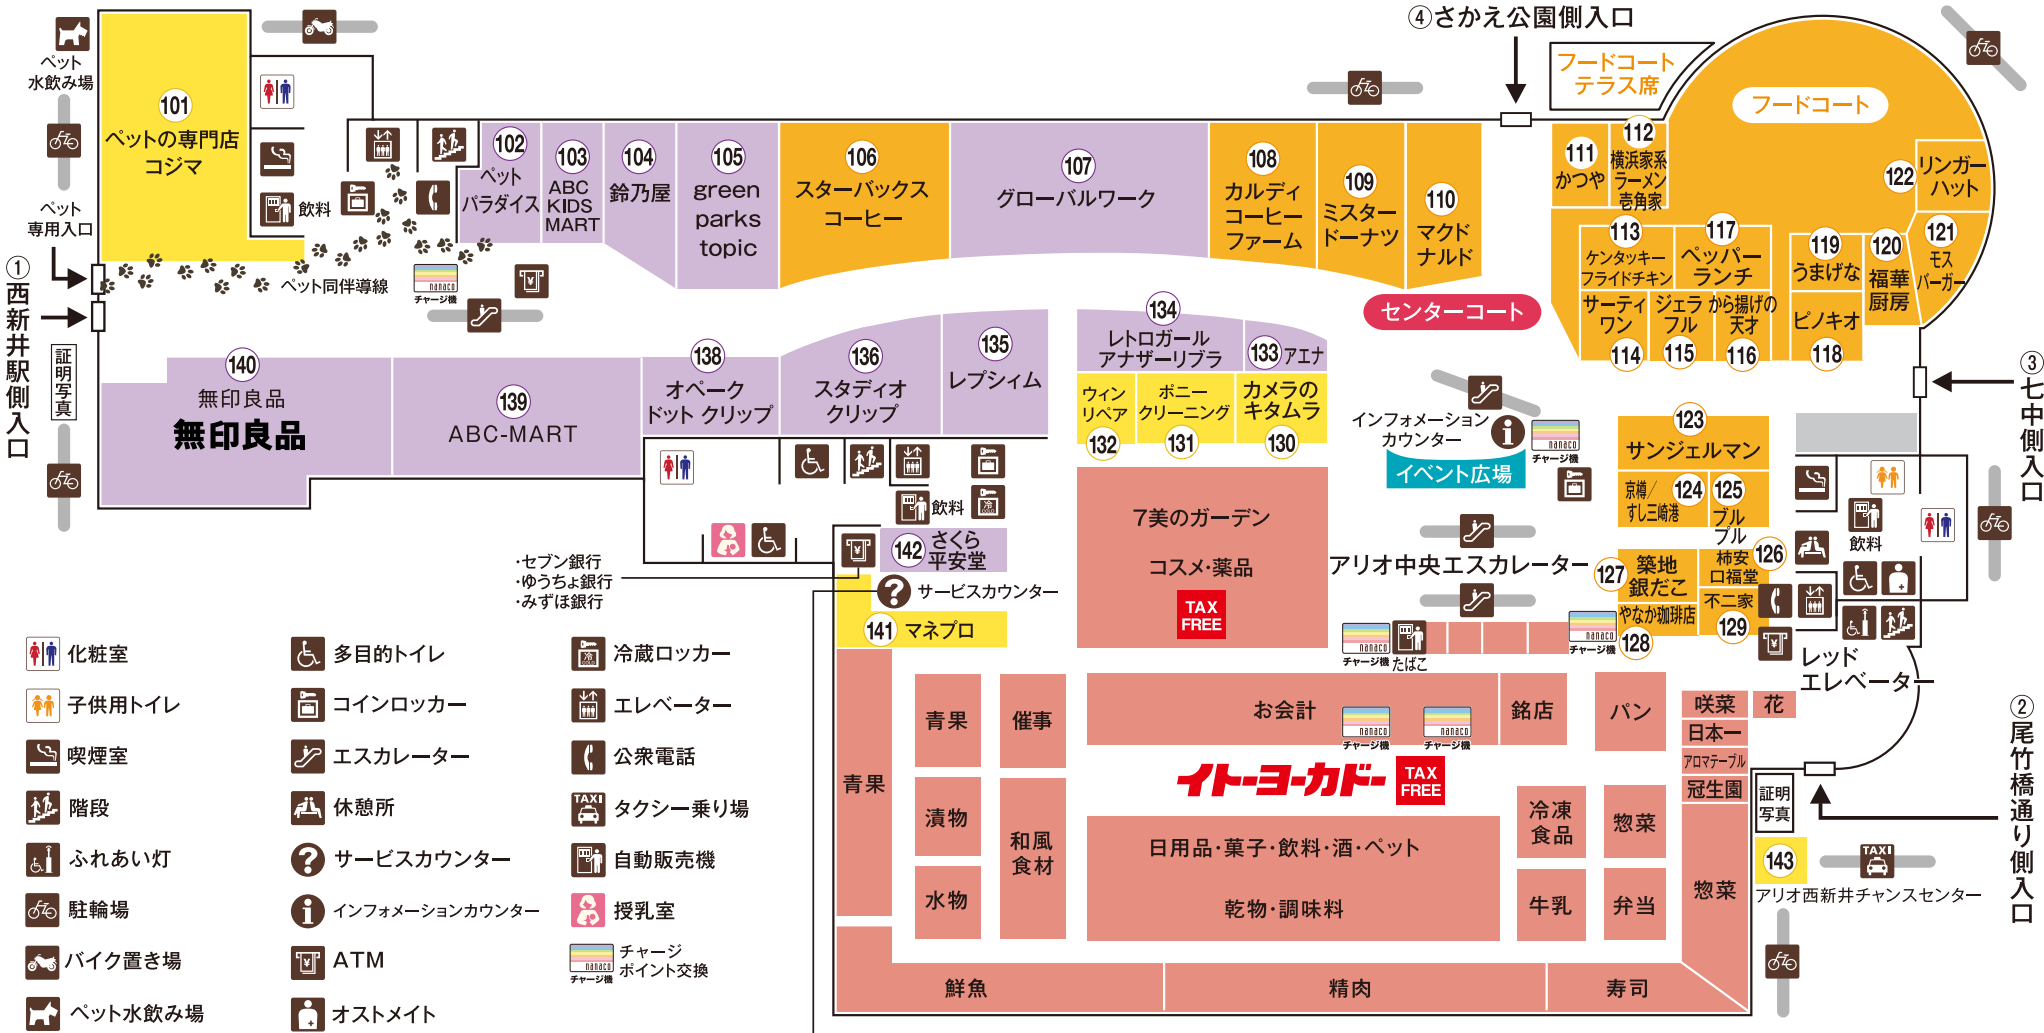 ④さかえ公園側入口
フードコート
テラス席
フードコート
ペット
水飲み場
101
ペットの専門店
コジマ
飲料
ペット
専用入口
①西新井駅側入口
ペット同伴導線
nanaco
チャージ機
102
ペット
パラダイス
103
ABC
KIDS
MART
104
鈴乃屋
105
green
parks
topic
106
スターバックス
コーヒー
107
グローバルワーク
108
カルディ
コーヒー
ファーム
109
ミスター
ドーナツ
110
マクド
ナルド
111
かつや
112
横浜家系
ラーメン
壱角家
113
ケンタッキー
フライドチキン
サーティ
ワン
114
ジェラ
フル
115
から揚げの
天才
116
117
ペッパー
ランチ
ピノキオ
118
119
うまげな
120
福華
厨房
121
モス
バーガー
122
リンガー
ハット
センターコート
③七中側入口
証明写真
140
無印良品
無印良品
139
ABC-MART
138
オペーク
ドット クリップ
136
スタディオ
クリップ
135
レプシィム
134
レトロガール
アナザーリブラ
133 アエナ
ウィン
リペア
132
ポニー
クリーニング
131
カメラの
キタムラ
130
インフォメーション
カウンター
nanaco
チャージ機
イベント広場
123
サンジェルマン
京樽/
すし三崎港
124
125
ブル
プル
柿安
口福堂
126
127
築地
銀だこ
やなか珈琲店
128
不二家
129
飲料
冷
飲料
142
さくら
平安堂
・セブン銀行
・ゆうちょ銀行
・みずほ銀行
サービスカウンター
141 マネプロ
7美のガーデン
コスメ・薬品
TAX
FREE
アリオ中央エスカレーター
nanaco
チャージ機
たばこ
nanaco
チャージ機
レッド
エレベーター
②尾竹橋通り側入口
化粧室
子供用トイレ
喫煙室
階段
ふれあい灯
駐輪場
バイク置き場
ペット水飲み場
多目的トイレ
コインロッカー
エスカレーター
休憩所
サービスカウンター
インフォメーションカウンター
ATM
オストメイト
冷蔵ロッカー
エレベーター
公衆電話
TAXI
タクシー乗り場
自動販売機
授乳室
nanaco
チャージ機
チャージ
ポイント交換
青果
青果
漬物
水物
催事
和風
食材
お会計
nanaco
チャージ機
nanaco
チャージ機
銘店
パン
イトーヨーカドー
TAX
FREE
日用品・菓子・飲料・酒・ペット
乾物・調味料
冷凍
食品
惣菜
牛乳
弁当
咲菜
花
日本一
アロマテーブル
冠生園
惣菜
鮮魚
精肉
寿司
証明
写真
143
TAXI
アリオ西新井チャンスセンター